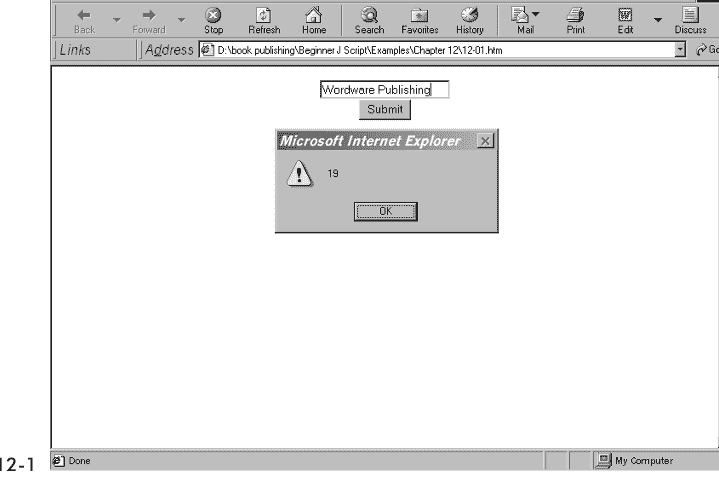 Back Forward Stop Refresh Home Search Favorites History Mail Print Edit Discuss
Links Address D:\book publishing\Beginner J Script\Examples\Chapter 12\12-01.htm
Wordware Publishing
Submit
Microsoft Internet Explorer
19
OK
12-1 Done My Computer